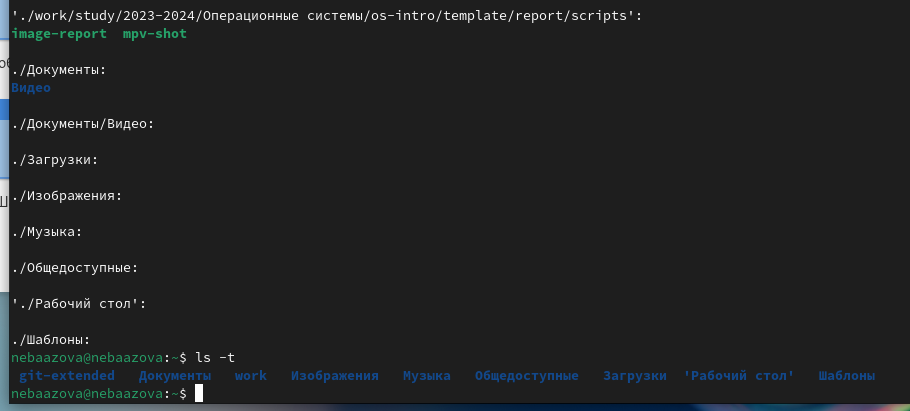 './work/study/2023-2024/Операционные системы/os-intro/template/report/scripts':
image-report  mpv-shot
./Документы:
Видео
./Документы/Видео:
./Загрузки:
./Изображения:
./Музыка:
./Общедоступные:
'./Рабочий стол':
./Шаблоны:
nebaazova@nebaazova:~$ ls -t
git-extended  Документы  work  Изображения  Музыка  Общедоступные  Загрузки  'Рабочий стол'  Шаблоны
nebaazova@nebaazova:~$